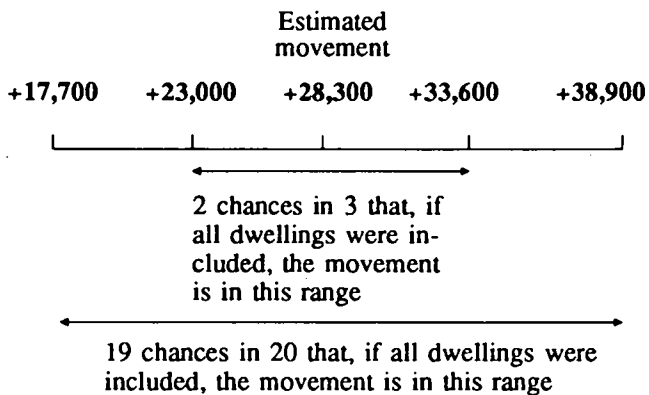 Estimated
movement
+17,700 +23,000 +28,300 +33,600 +38,900
2 chances in 3 that, if
all dwellings were in-
cluded, the movement
is in this range
19 chances in 20 that, if all dwellings were
included, the movement is in this range